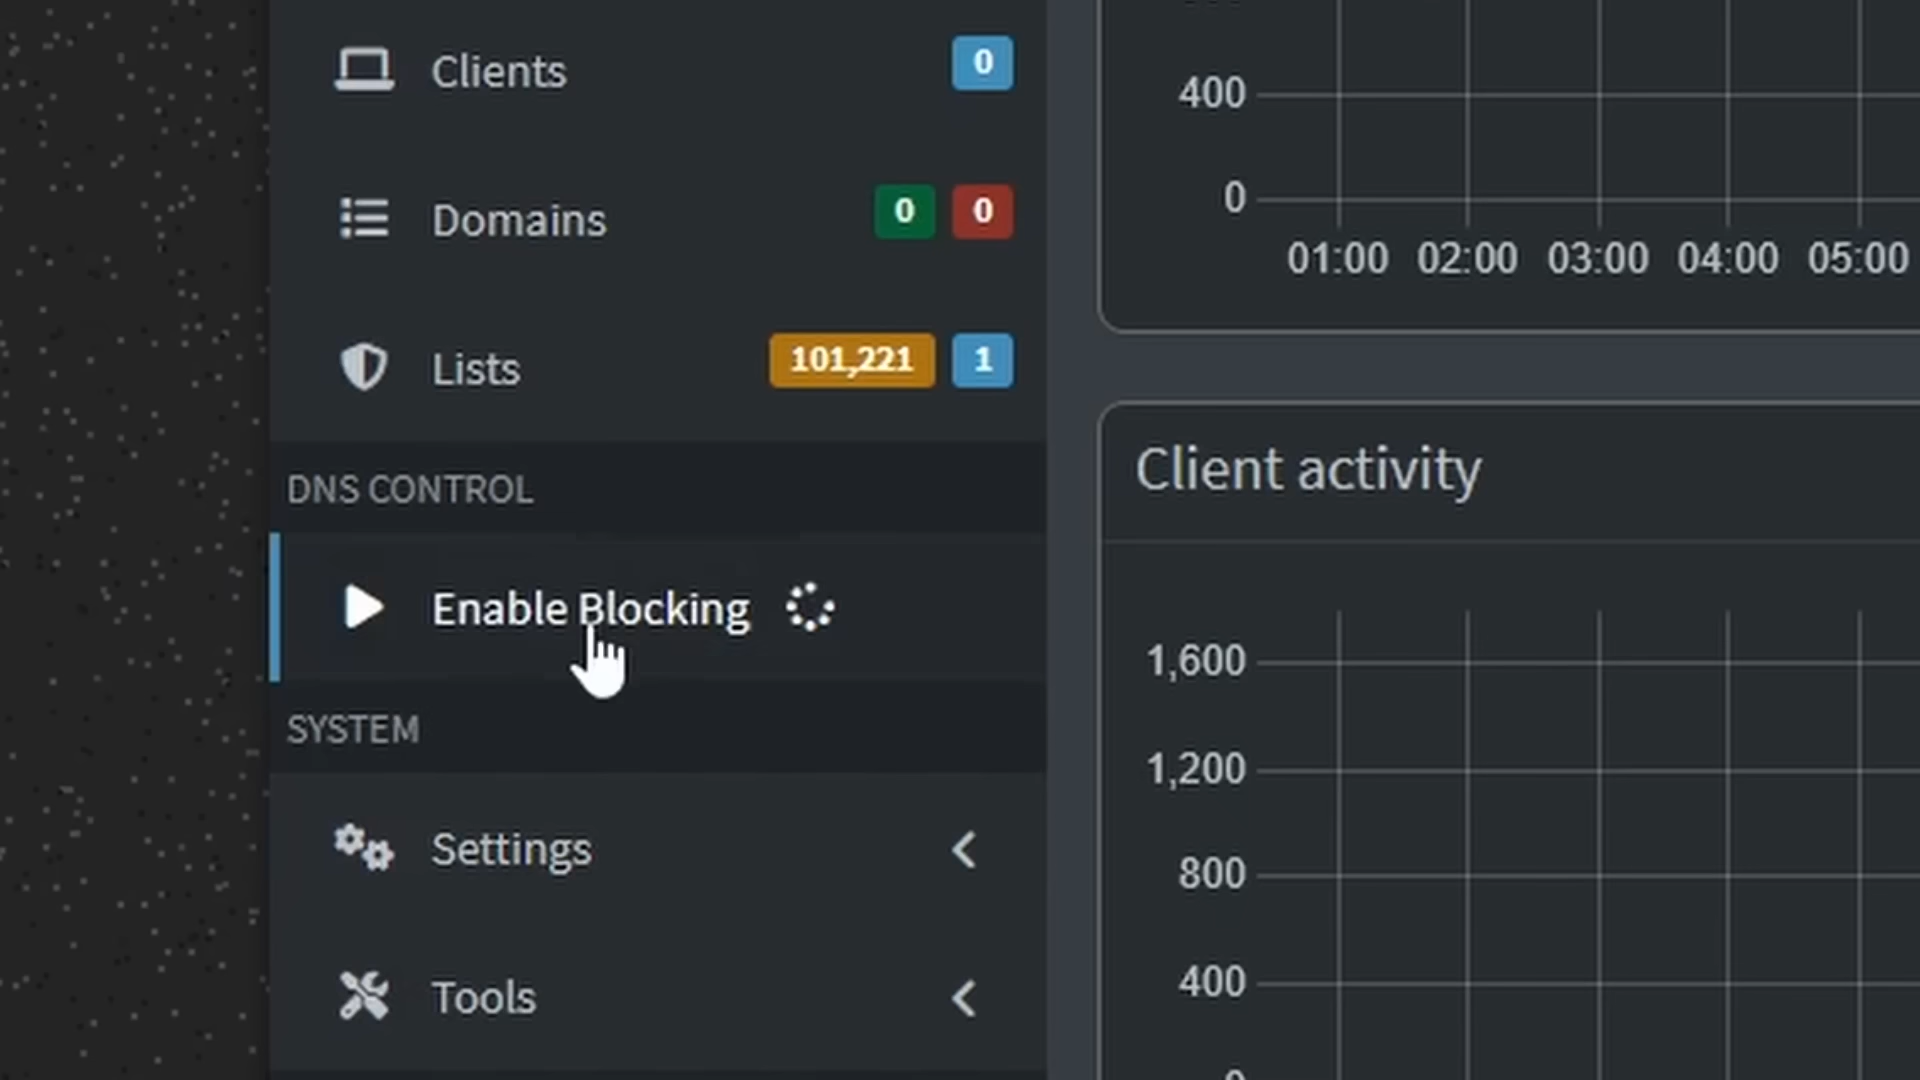 Clients 0
Domains 0 0
Lists 101,221 1
DNS CONTROL
Enable Blocking
SYSTEM
Settings
Tools
400
0
01:00 02:00 03:00 04:00 05:00
Client activity
1,600
1,200
800
400